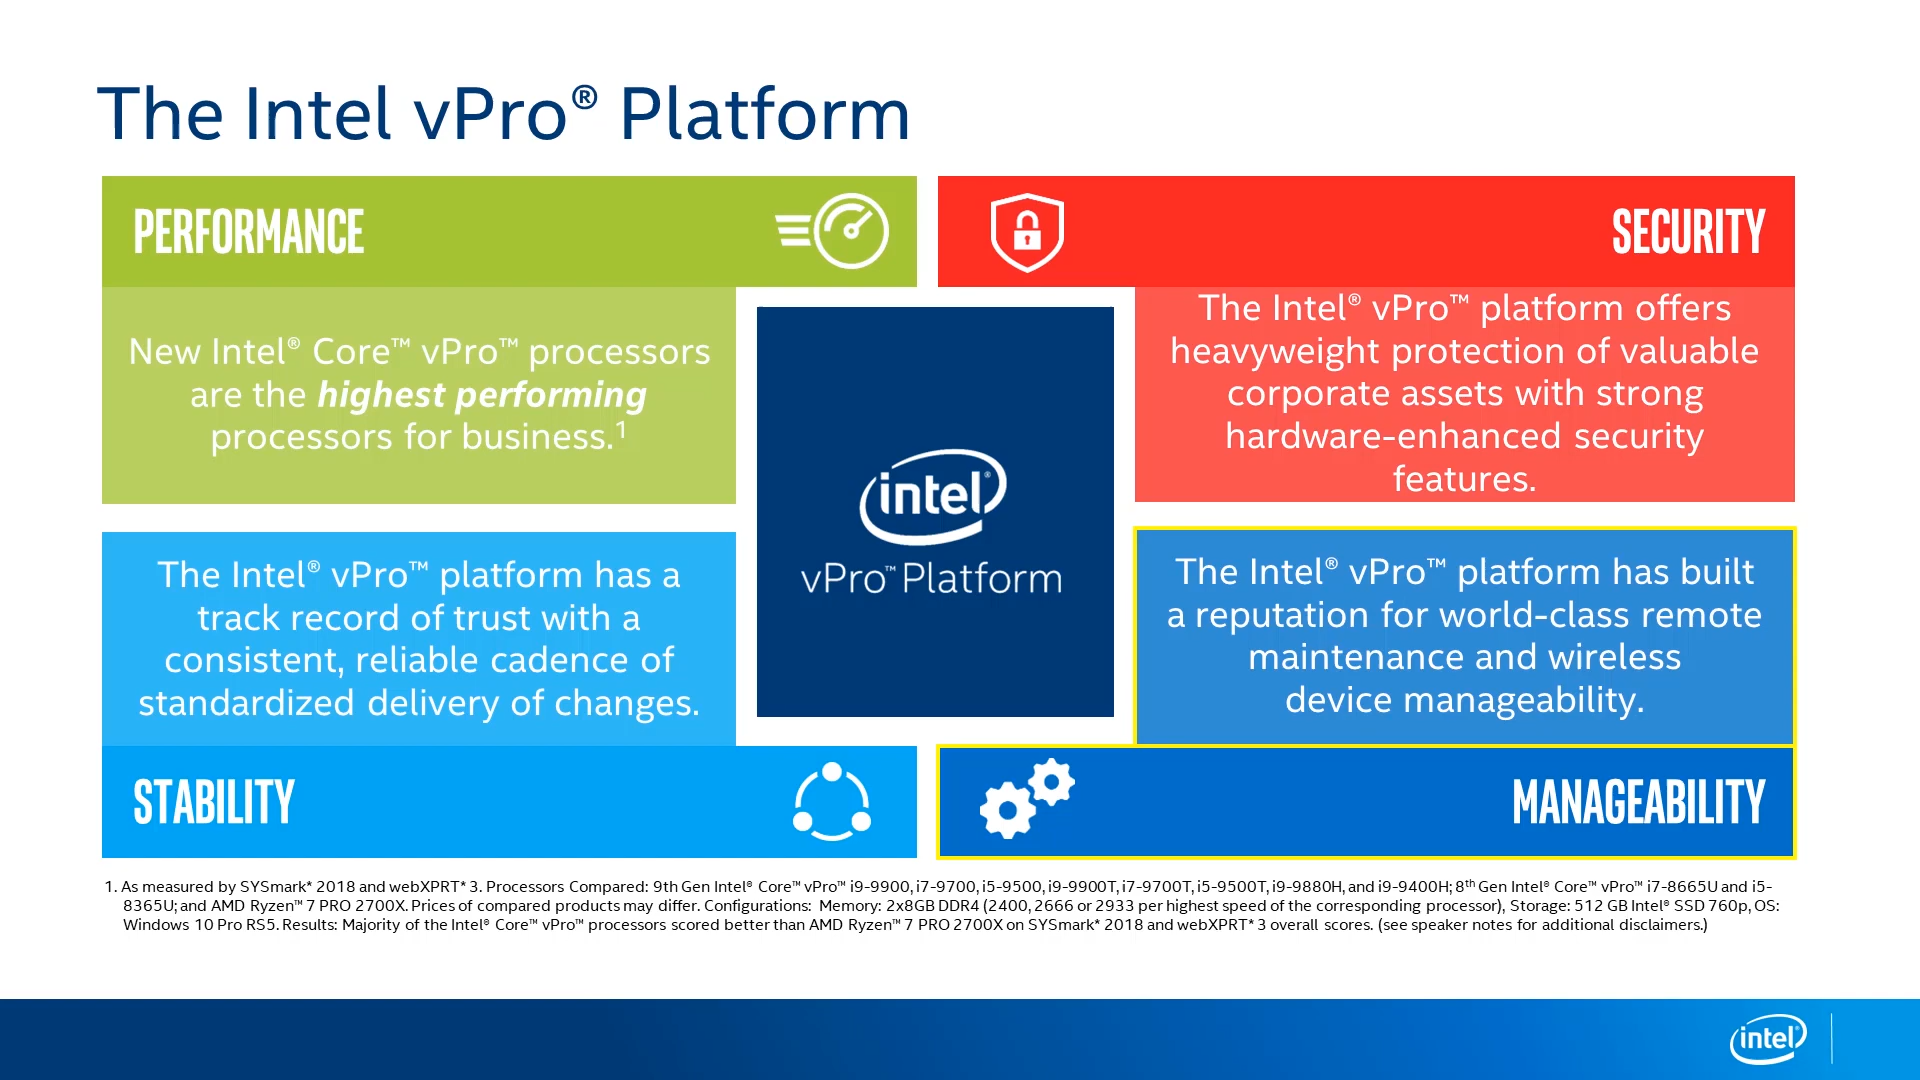 The Intel vPro® Platform
PERFORMANCE
New Intel® Core™ vPro™ processors
are the highest performing
processors for business.¹
SECURITY
The Intel® vPro™ platform offers
heavyweight protection of valuable
corporate assets with strong
hardware-enhanced security
features.
intel®
vPro™ Platform
The Intel® vPro™ platform has a
track record of trust with a
consistent, reliable cadence of
standardized delivery of changes.
STABILITY
The Intel® vPro™ platform has built
a reputation for world-class remote
maintenance and wireless
device manageability.
MANAGEABILITY
1. As measured by SYSmark* 2018 and webXPRT* 3. Processors Compared: 9th Gen Intel® Core™ vPro™ i9-9900, i7-9700, i5-9500, i9-9900T, i7-9700T, i5-9500T, i9-9880H, and i9-9400H; 8th Gen Intel® Core™ vPro™ i7-8665U and i5-
8365U; and AMD Ryzen™ 7 PRO 2700X. Prices of compared products may differ. Configurations: Memory: 2x8GB DDR4 (2400, 2666 or 2933 per highest speed of the corresponding processor), Storage: 512 GB Intel® SSD 760p, OS:
Windows 10 Pro RS5. Results: Majority of the Intel® Core™ vPro™ processors scored better than AMD Ryzen™ 7 PRO 2700X on SYSmark* 2018 and webXPRT* 3 overall scores. (see speaker notes for additional disclaimers.)
intel®